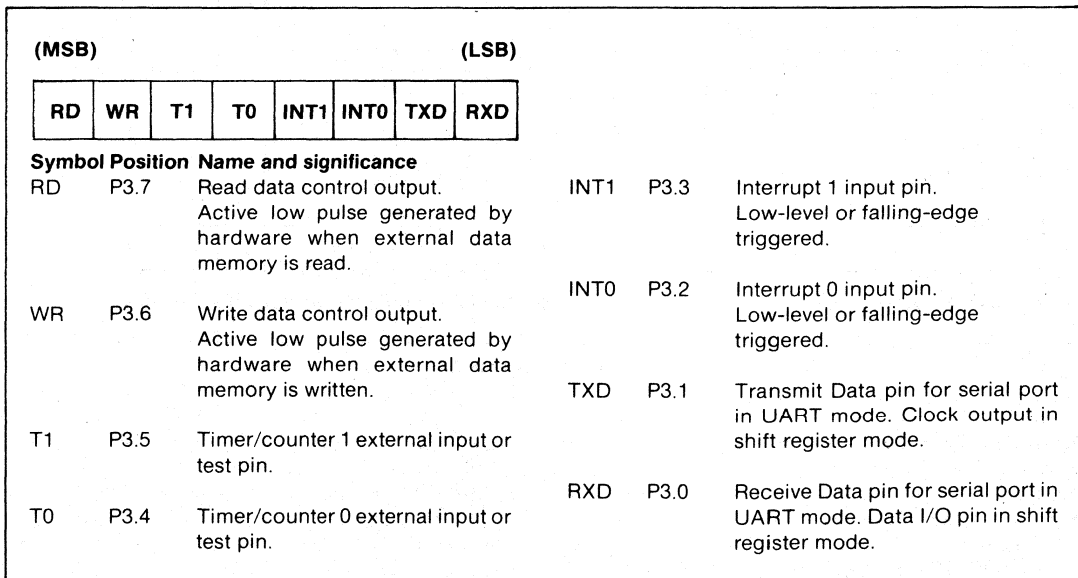 (MSB) (LSB)
RD WR T1 T0 INT1 INT0 TXD RXD
Symbol Position Name and significance
RD P3.7 Read data control output.
Active low pulse generated by
hardware when external data
memory is read.
WR P3.6 Write data control output.
Active low pulse generated by
hardware when external data
memory is written.
T1 P3.5 Timer/counter 1 external input or
test pin.
T0 P3.4 Timer/counter 0 external input or
test pin.
INT1 P3.3 Interrupt 1 input pin.
Low-level or falling-edge
triggered.
INT0 P3.2 Interrupt 0 input pin.
Low-level or falling-edge
triggered.
TXD P3.1 Transmit Data pin for serial port
in UART mode. Clock output in
shift register mode.
RXD P3.0 Receive Data pin for serial port in
UART mode. Data I/O pin in shift
register mode.